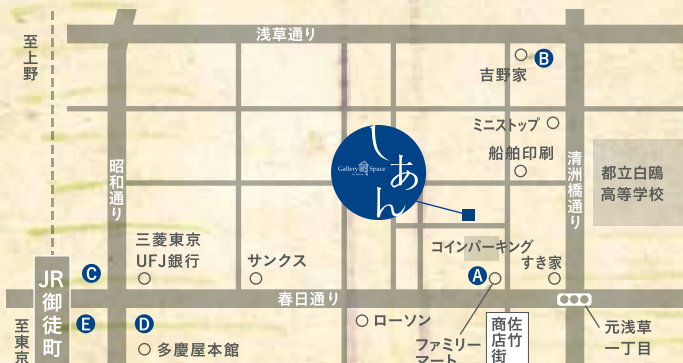 浅草通り
至上野
吉野家
B
ミニストップ
船舶印刷
清洲橋通り
都立白鴎
高等学校
昭和通り
Gallery Space
しあん
三菱東京
UFJ銀行
サンクス
コインパーキング
すき家
A
C
JR御徒町
春日通り
E
D
至東京
多慶屋本館
ローソン
ファミリー
マート
佐竹
商店街
元浅草
一丁目